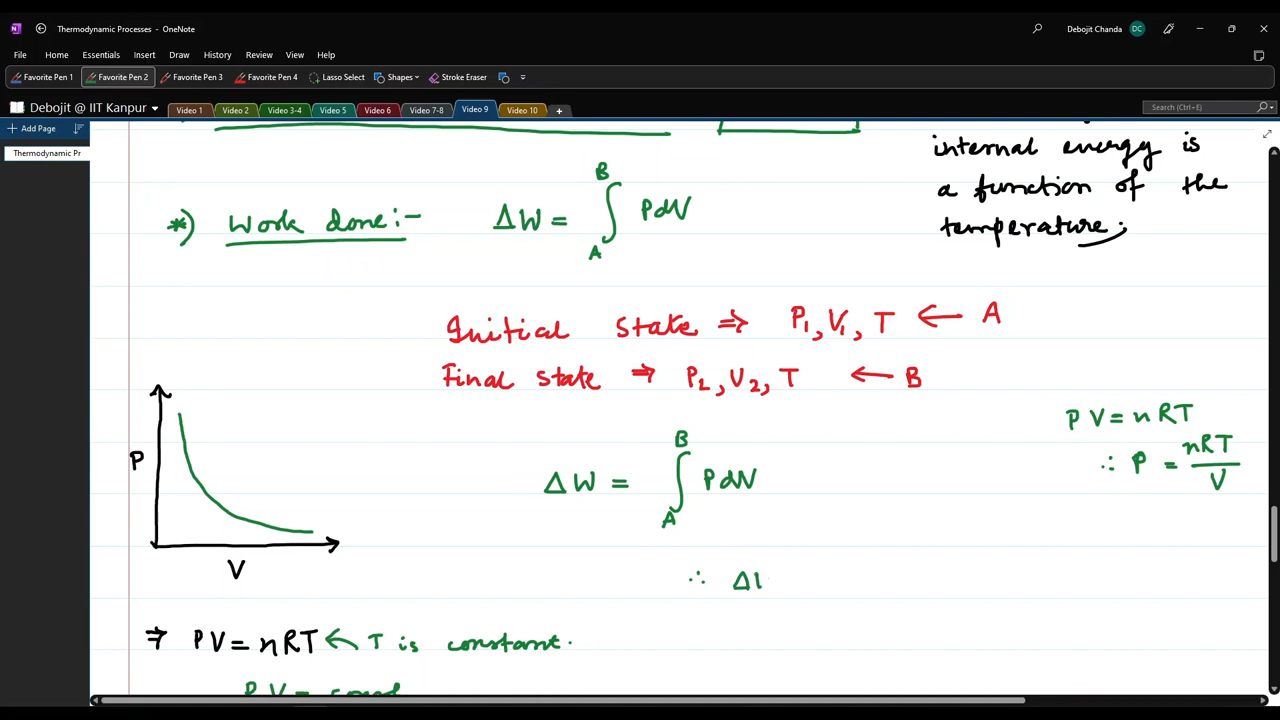 Thermodynamic Processes - OneNote
Debojit Chanda DC
File Home Essentials Insert Draw History Review View Help
Favorite Pen 1 Favorite Pen 2 Favorite Pen 3 Favorite Pen 4 Lasso Select Shapes Stroke Eraser
Debojit @ IIT Kanpur Video 1 Video 2 Video 3-4 Video 5 Video 6 Video 7-8 Video 9 Video 10 + Search (Ctrl+E)
+ Add Page
Thermodynamic Pr
internal energy is
a function of the
temperature.
*) Work done:- ΔW = ∫_A^B PdV
Initial State ⇒ P₁, V₁, T ← A
Final State ⇒ P₂, V₂, T ← B
PV = nRT
∴ P = nRT/V
P
V
ΔW = ∫_A^B PdV
∴ Δ
⇒ PV = nRT ← T is constant.
PV = const